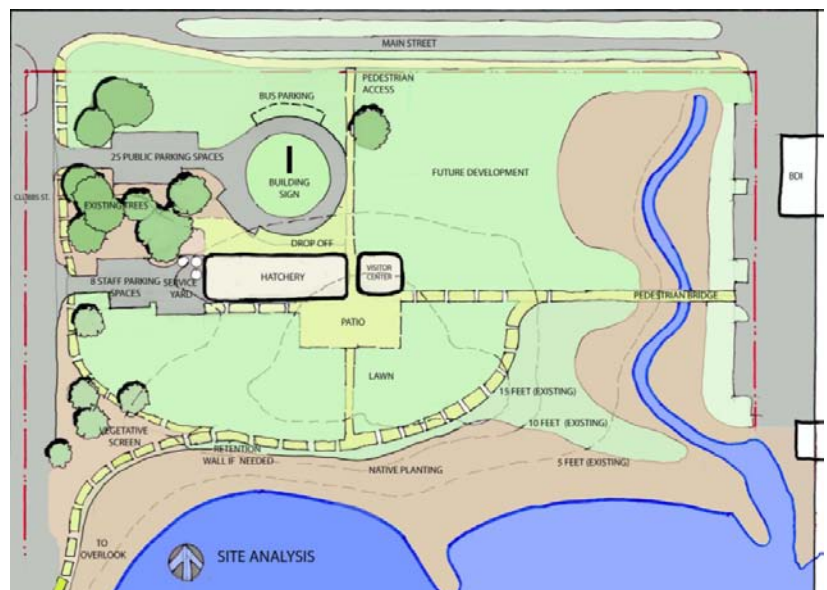 MAIN STREET
PEDESTRIAN
ACCESS
BUS PARKING
25 PUBLIC PARKING SPACES
BUILDING
SIGN
FUTURE DEVELOPMENT
BDI
CLUBBS ST.
EXISTING TREES
DROP OFF
HATCHERY
VISITOR
CENTER
8 STAFF PARKING
SPACES
SERVICE
YARD
PEDESTRIAN BRIDGE
PATIO
LAWN
15 FEET (EXISTING)
10 FEET (EXISTING)
5 FEET (EXISTING)
VEGETATIVE
SCREEN
RETENTION
WALL IF NEEDED
NATIVE PLANTING
TO
OVERLOOK
SITE ANALYSIS